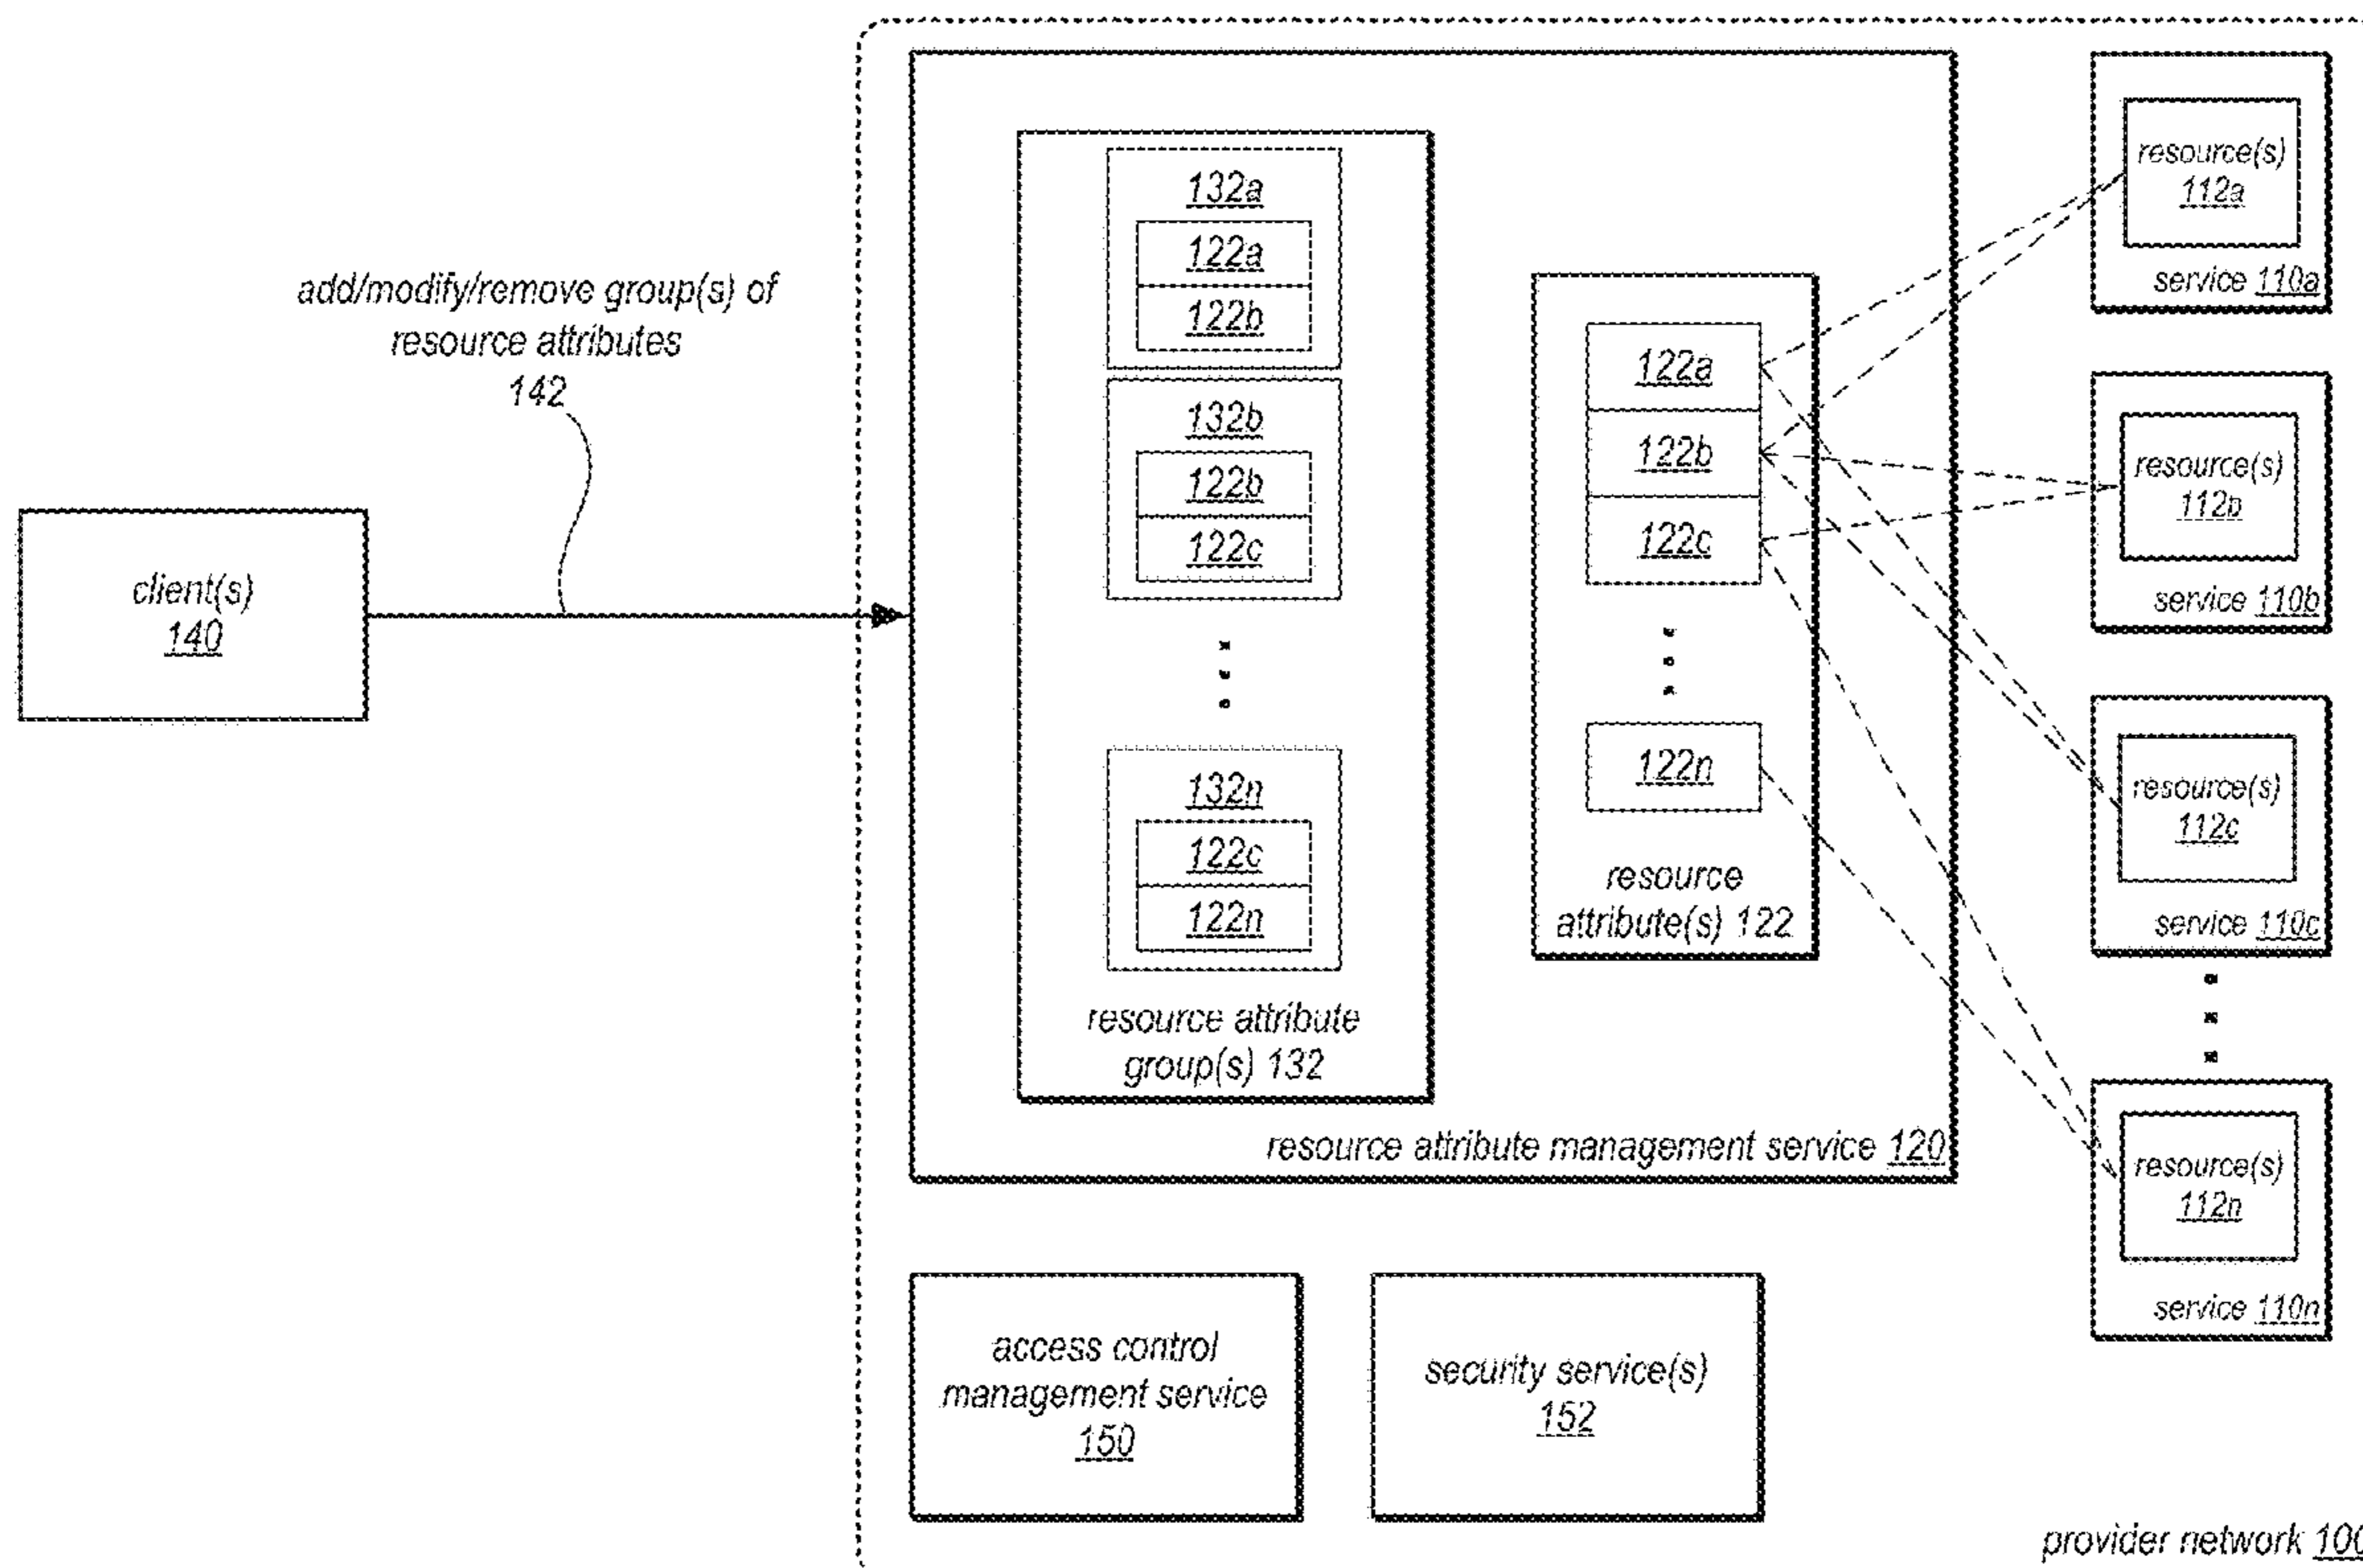 add/modify/remove group(s) of
resource attributes
142
client(s)
140
132a
122a
122b
132b
122b
122c
132n
122c
122n
resource attribute
group(s) 132
122a
122b
122c
122n
resource
attribute(s) 122
resource attribute management service 120
resource(s)
112a
service 110a
resource(s)
112b
service 110b
resource(s)
112c
service 110c
resource(s)
112n
service 110n
access control
management service
150
security service(s)
152
provider network 100